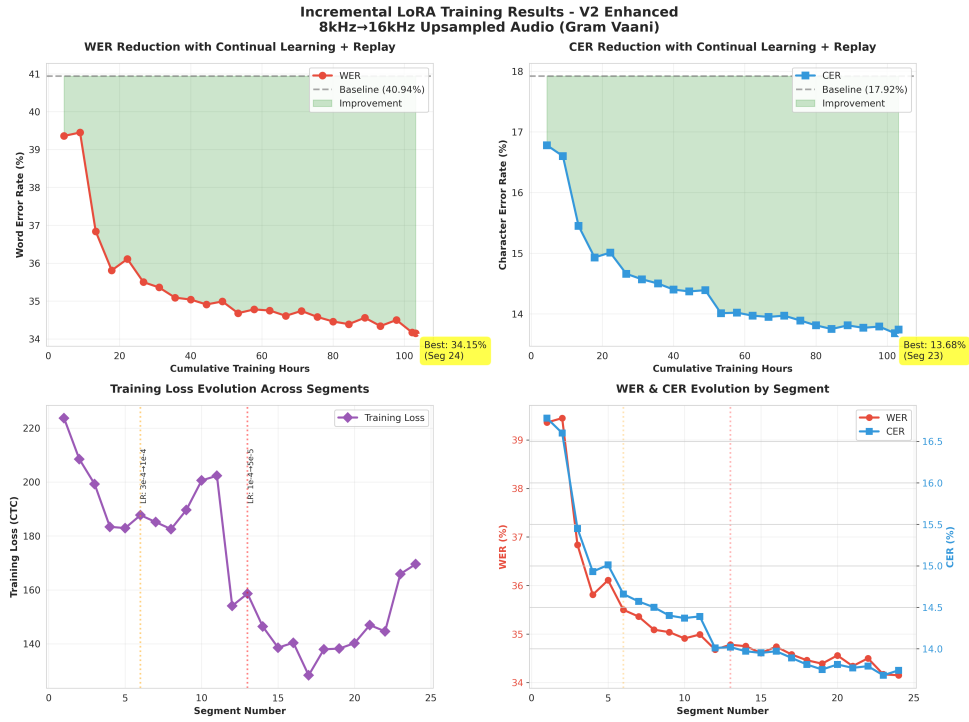 Incremental LoRA Training Results - V2 Enhanced
8kHz→16kHz Upsampled Audio (Gram Vaani)
WER Reduction with Continual Learning + Replay
41
40
39
38
37
36
35
34
Word Error Rate (%)
WER
Baseline (40.94%)
Improvement
Best: 34.15%
(Seg 24)
0 20 40 60 80 100
Cumulative Training Hours
CER Reduction with Continual Learning + Replay
18
17
16
15
14
Character Error Rate (%)
CER
Baseline (17.92%)
Improvement
Best: 13.68%
(Seg 23)
0 20 40 60 80 100
Cumulative Training Hours
Training Loss Evolution Across Segments
220
200
180
160
140
Training Loss (CTC)
Training Loss
LR: 3e-4→1e-4
LR: 1e-4→5e-5
0 5 10 15 20 25
Segment Number
WER & CER Evolution by Segment
39
38
37
36
35
34
WER (%)
WER
CER
16.5
16.0
15.5
15.0
14.5
14.0
CER (%)
0 5 10 15 20 25
Segment Number